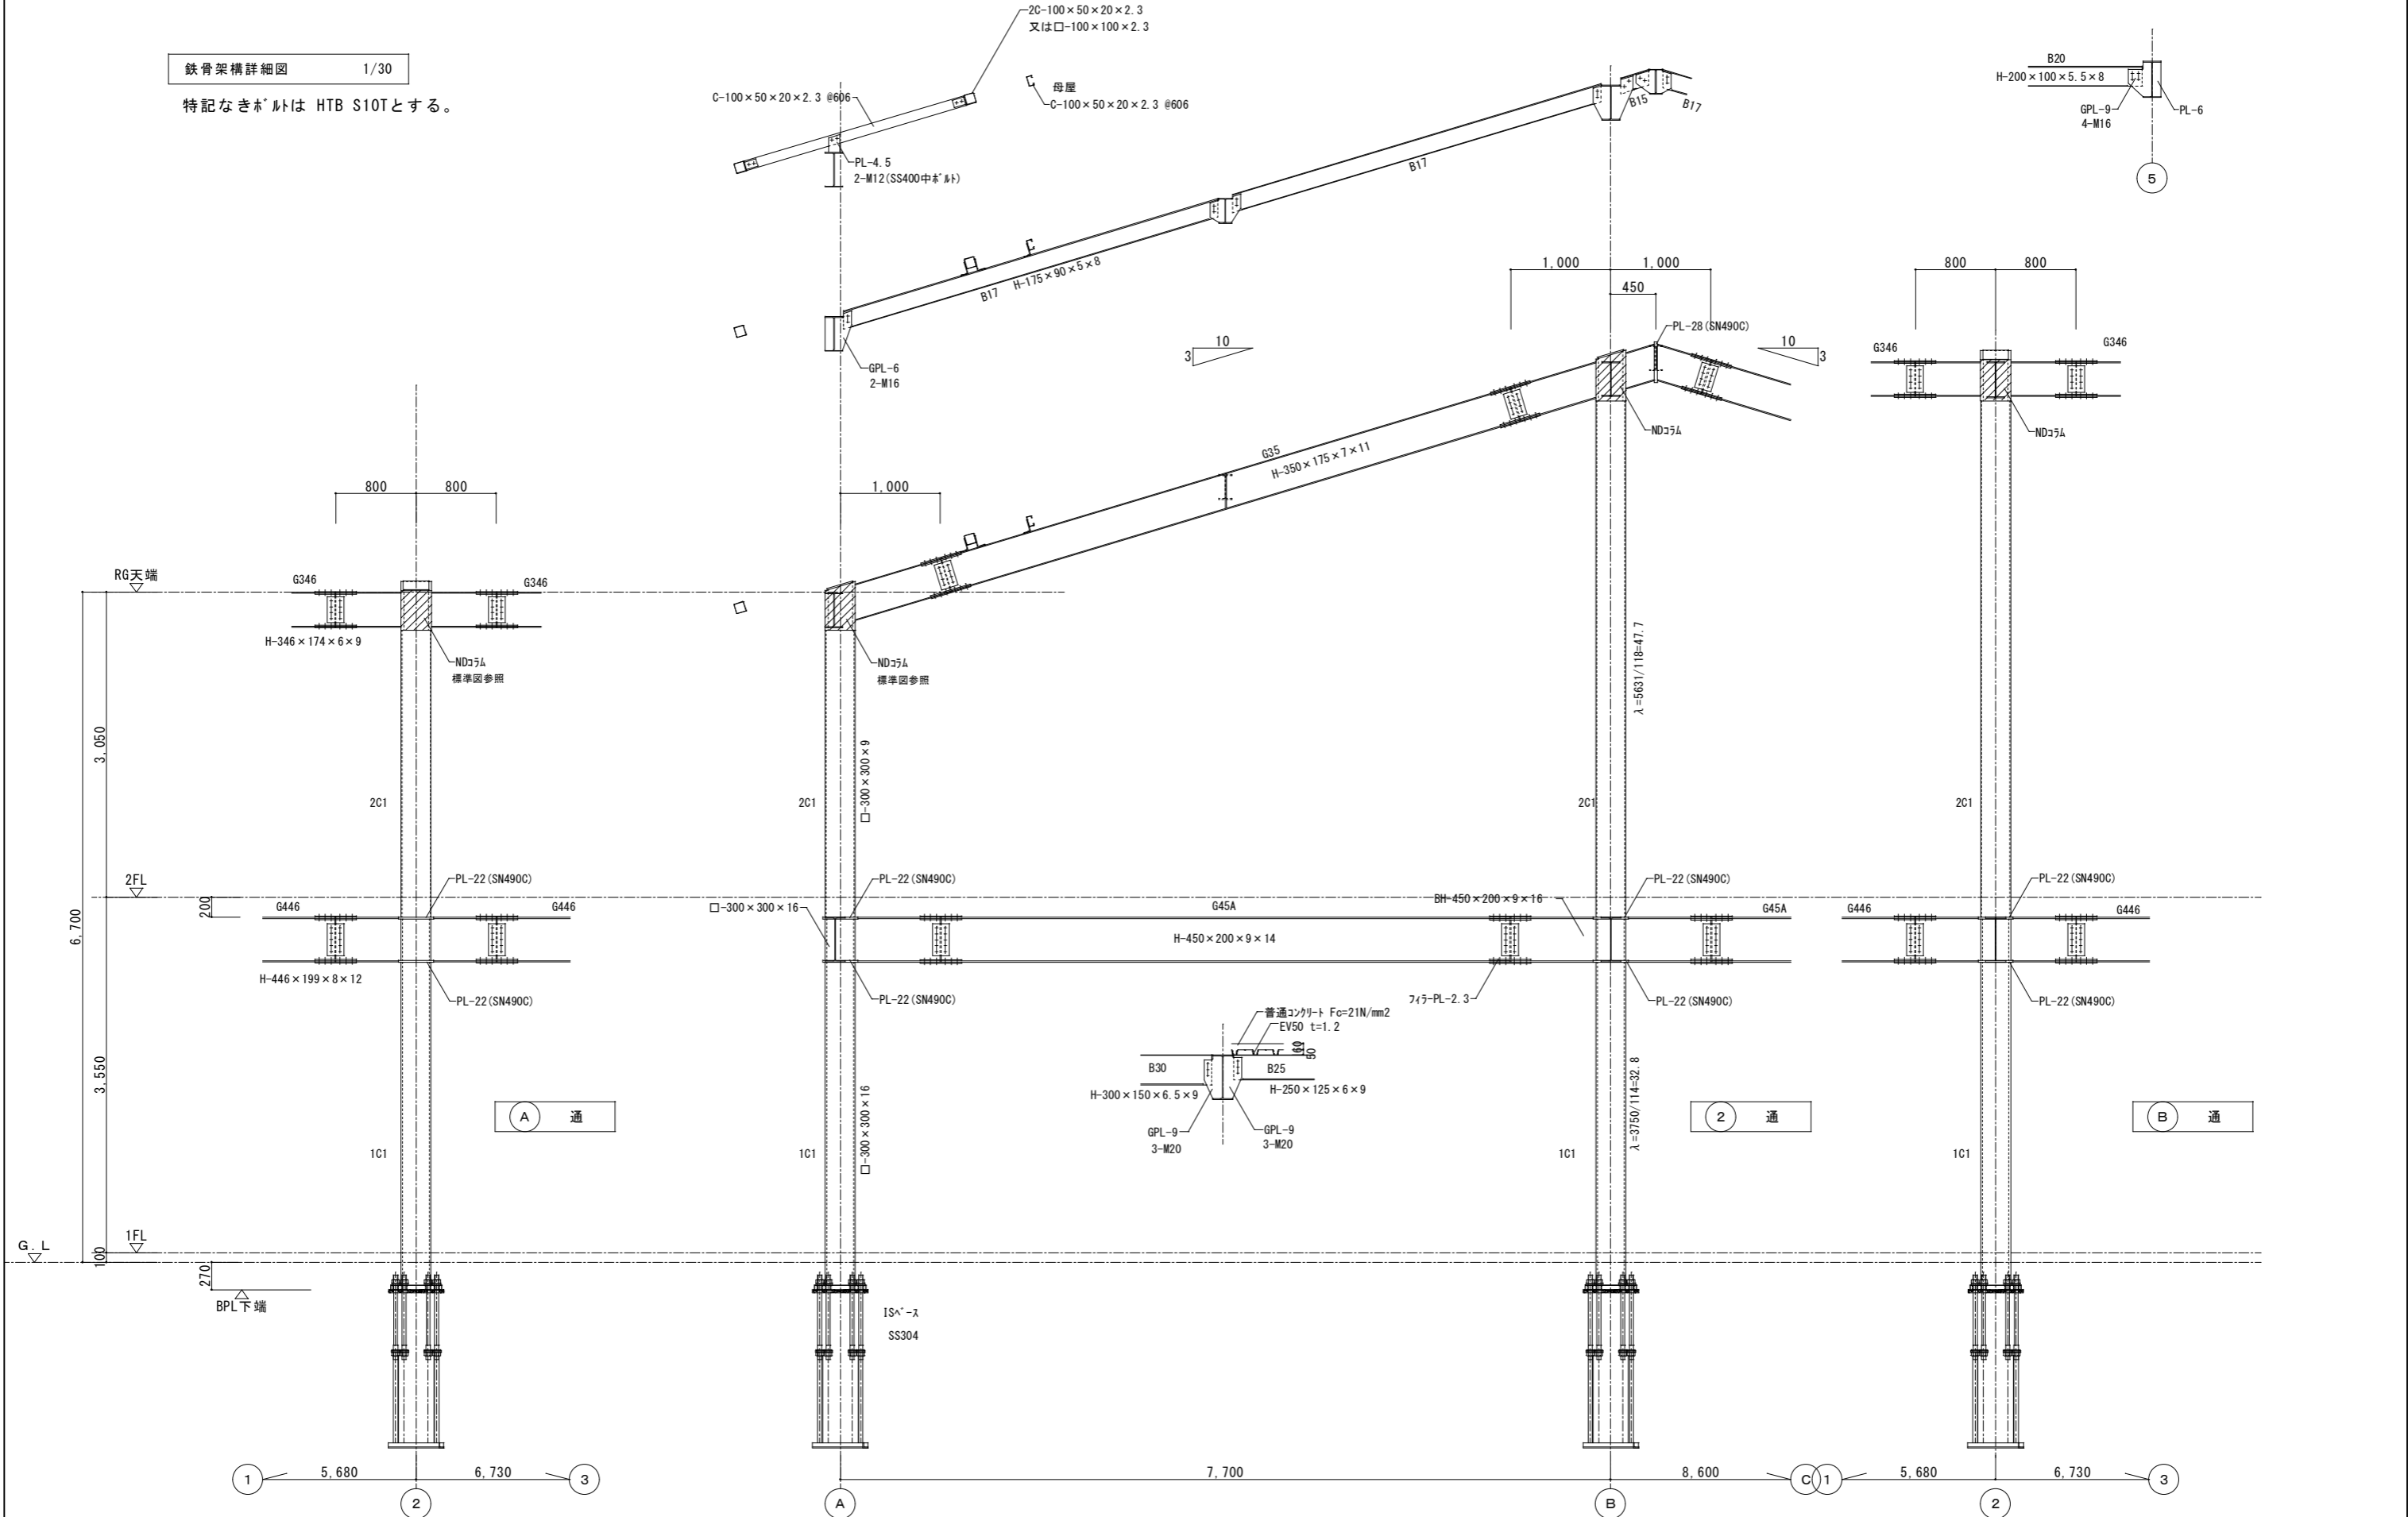 鉄骨架構詳細図 1/30
特記なきボルトは HTB S10Tとする。
2C-100×50×20×2.3
又は□-100×100×2.3
C-100×50×20×2.3 @606
母屋
C-100×50×20×2.3 @606
PL-4.5
2-M12(SS400中ボルト)
B17 H-175×90×5×8
B17
B15
B17
GPL-6
2-M16
B20
H-200×100×5.5×8
GPL-9
4-M16
PL-6
5
1,000 1,000
450
PL-28(SN490C)
10
3
10
3
NDコラム
G35
H-350×175×7×11
1,000
800 800
G346 G346
NDコラム
800 800
RG天端
G346 G346
H-346×174×6×9
NDコラム
標準図参照
NDコラム
標準図参照
6,700
3,050
3,550
100
200
270
2C1
2C1
□-300×300×9
2C1
λ=5631/118=47.7
2C1
2FL
G446 G446
H-446×199×8×12
PL-22(SN490C)
PL-22(SN490C)
□-300×300×16
PL-22(SN490C)
PL-22(SN490C)
G45A
H-450×200×9×14
BH-450×200×9×16
フィラーPL-2.3
PL-22(SN490C)
PL-22(SN490C)
G45A
G446 G446
PL-22(SN490C)
PL-22(SN490C)
普通コンクリート Fc=21N/mm2
EV50 t=1.2
60
50
B30
H-300×150×6.5×9
B25
H-250×125×6×9
GPL-9
3-M20
GPL-9
3-M20
A 通
2 通
B 通
1C1
1C1
□-300×300×16
1C1
λ=3750/114=32.8
1C1
1FL
G.L
BPL下端
ISベース
SS304
1 5,680 6,730 3
2
7,700 8,600 C
A B
1 5,680 6,730 3
2